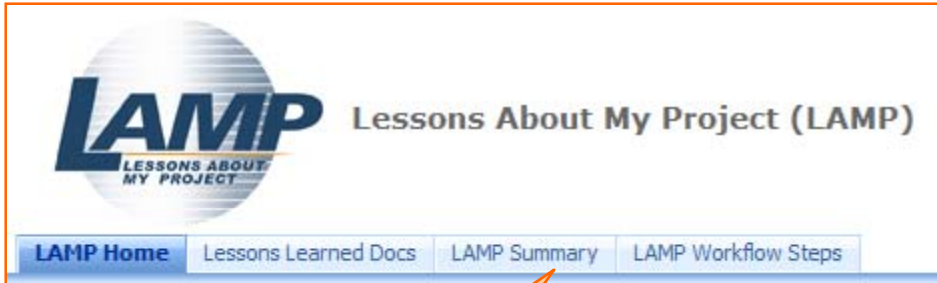 LAMP
LESSONS ABOUT
MY PROJECT
Lessons About My Project (LAMP)
LAMP Home Lessons Learned Docs LAMP Summary LAMP Workflow Steps